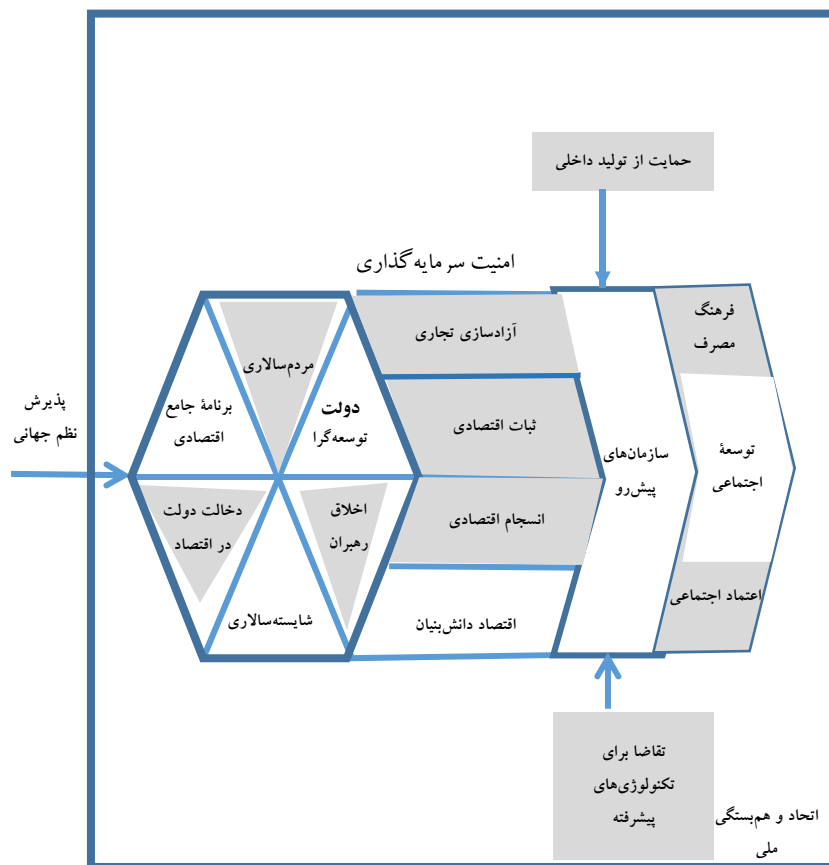 حمایت از تولید داخلی
امنیت سرمایه‌گذاری
فرهنگ
مصرف
آزادسازی تجاری
مردم‌سالاری
دولت
توسعه‌گرا
برنامۀ جامع
اقتصادی
پذیرش
نظم جهانی
ثبات اقتصادی
سازمان‌های
پیش‌رو
توسعۀ
اجتماعی
اخلاق
رهبران
دخالت دولت
در اقتصاد
انسجام اقتصادی
شایسته‌سالاری
اقتصاد دانش‌بنیان
اعتماد اجتماعی
تقاضا برای
تکنولوژی‌های
پیشرفته
اتحاد و هم‌بستگی
ملی